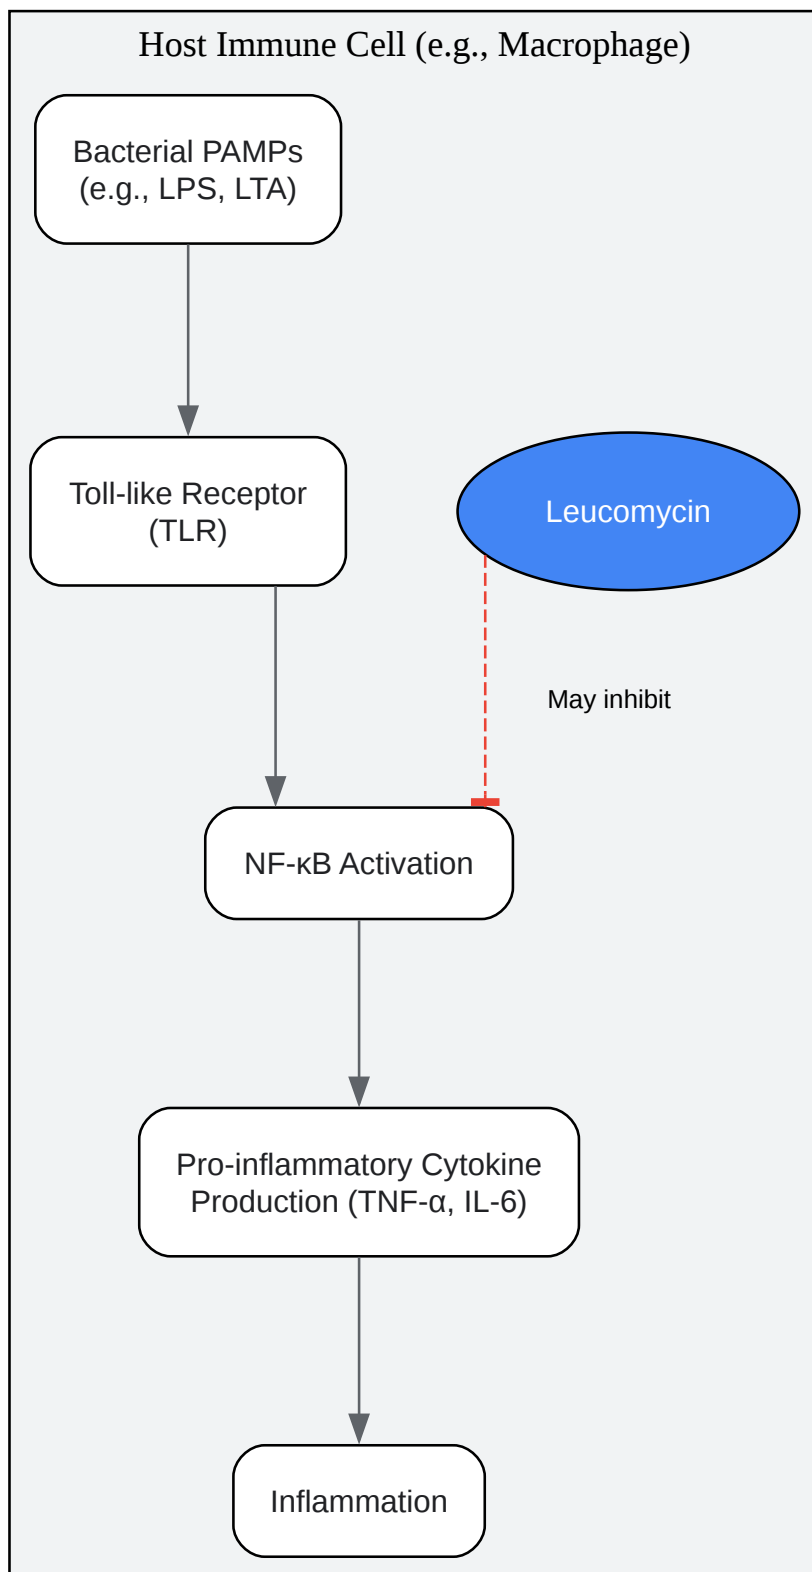 Host Immune Cell (e.g., Macrophage)
Bacterial PAMPs
(e.g., LPS, LTA)
Toll-like Receptor
(TLR)
Leucomycin
May inhibit
NF-κB Activation
Pro-inflammatory Cytokine
Production (TNF-α, IL-6)
Inflammation